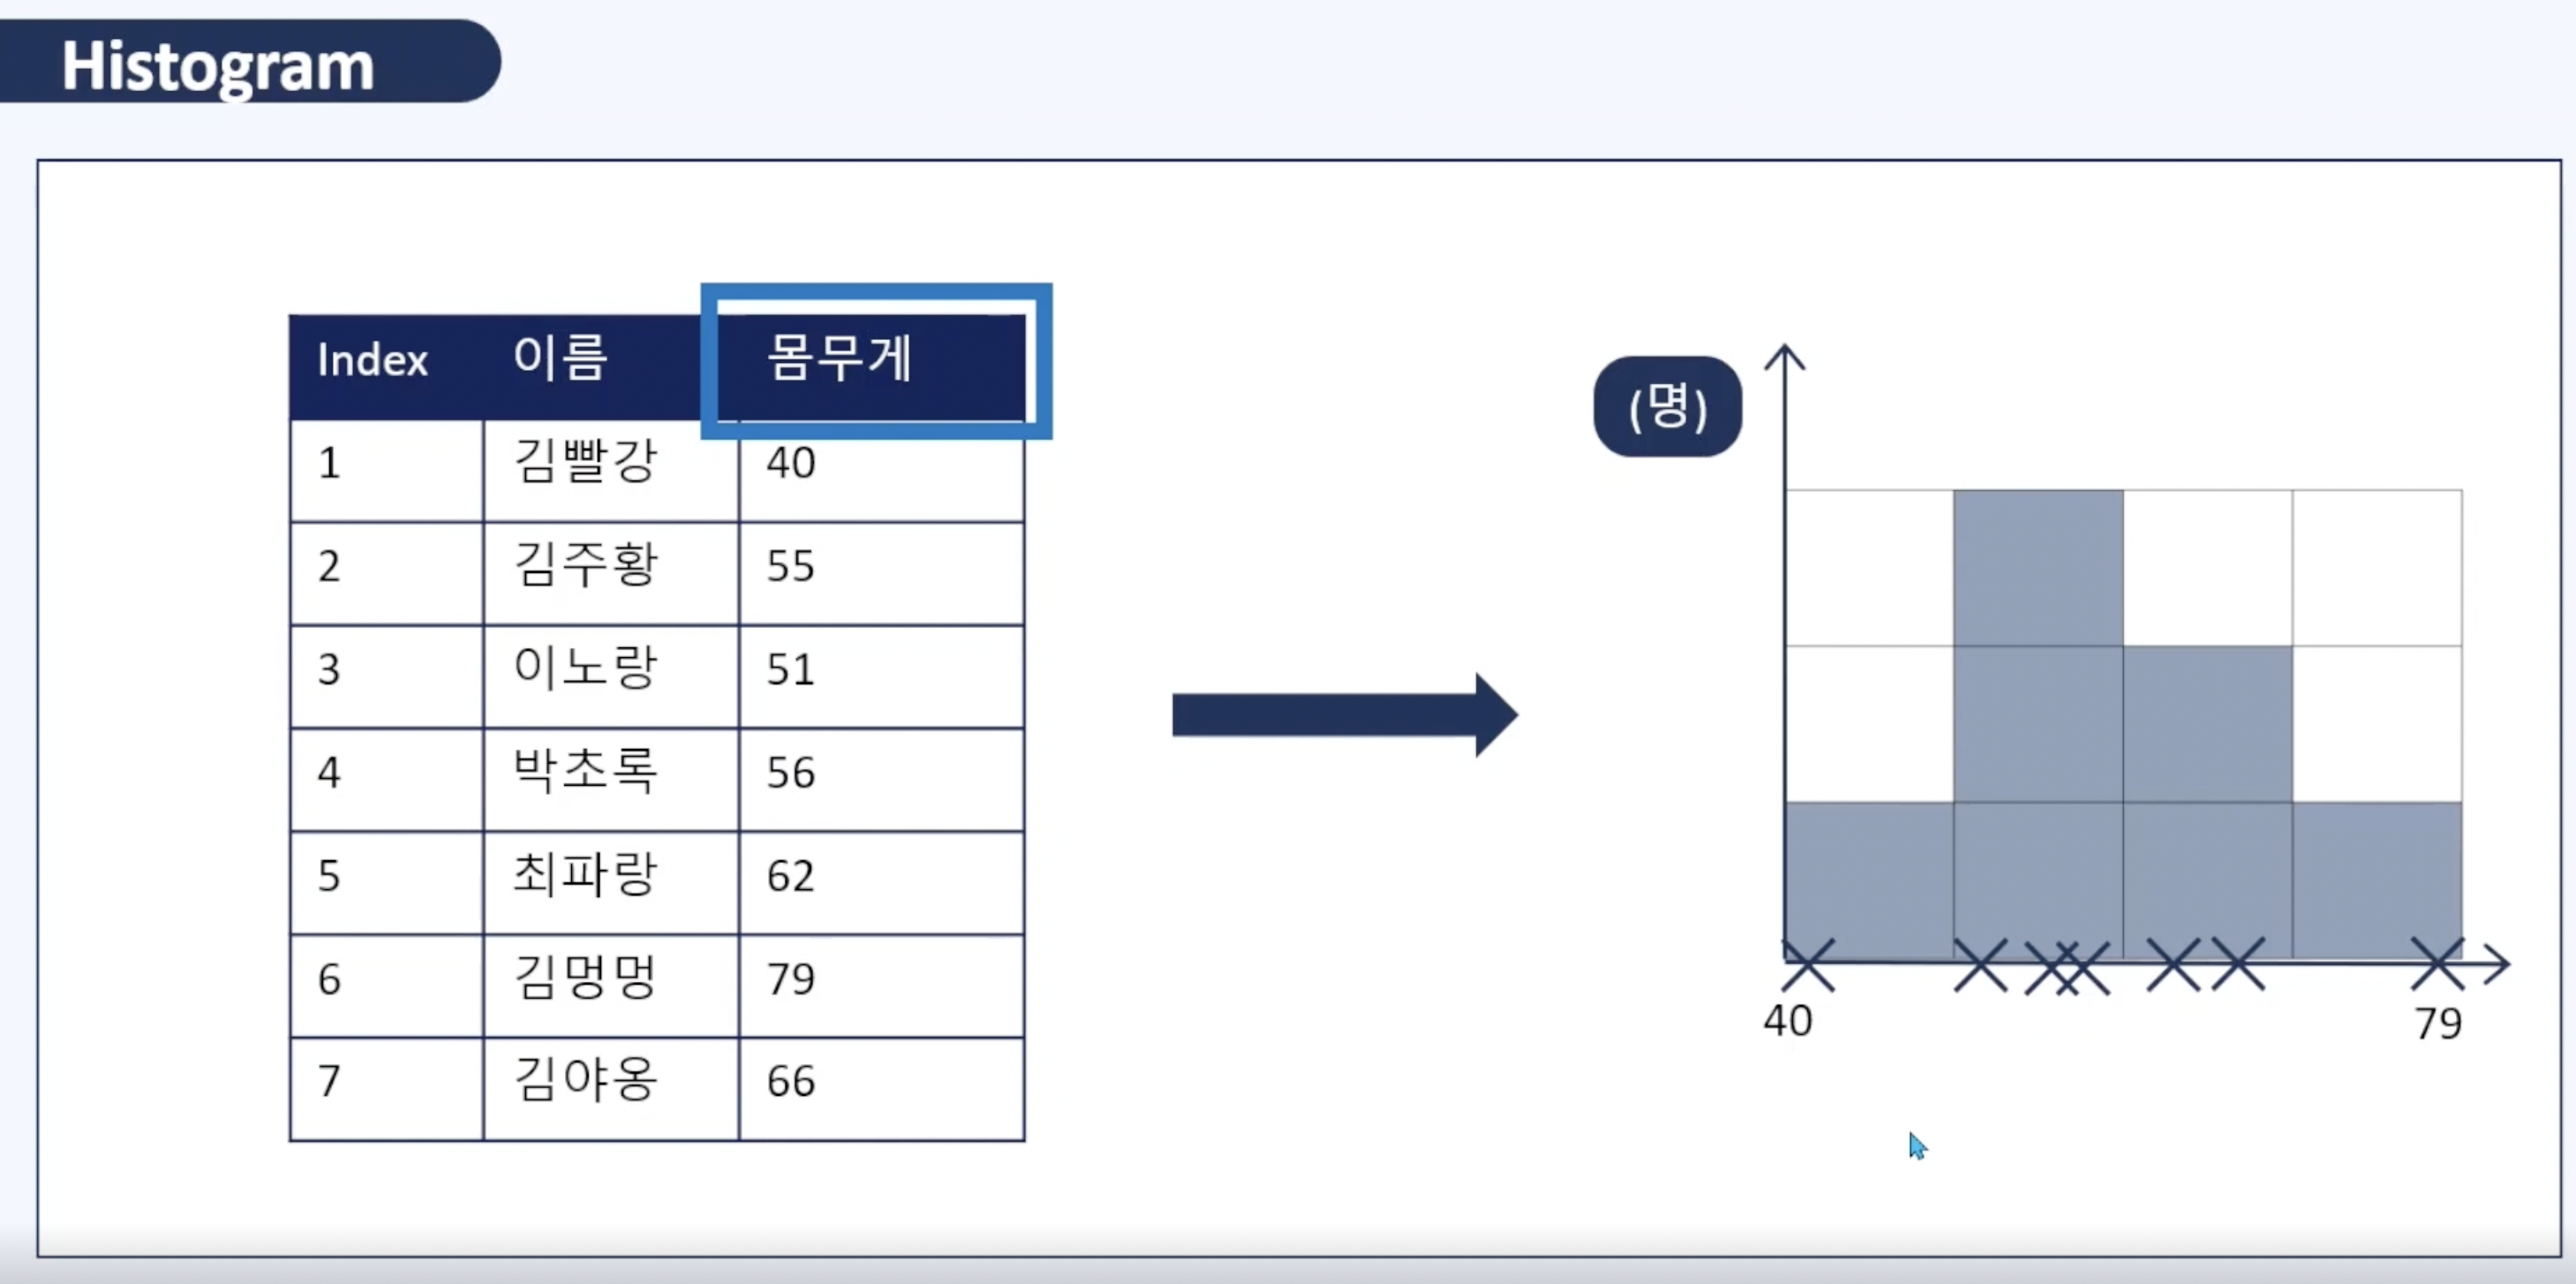 Histogram
Index 이름 몸무게
1 김빨강 40
2 김주황 55
3 이노랑 51
4 박초록 56
5 최파랑 62
6 김멍멍 79
7 김야옹 66
(명)
40 79